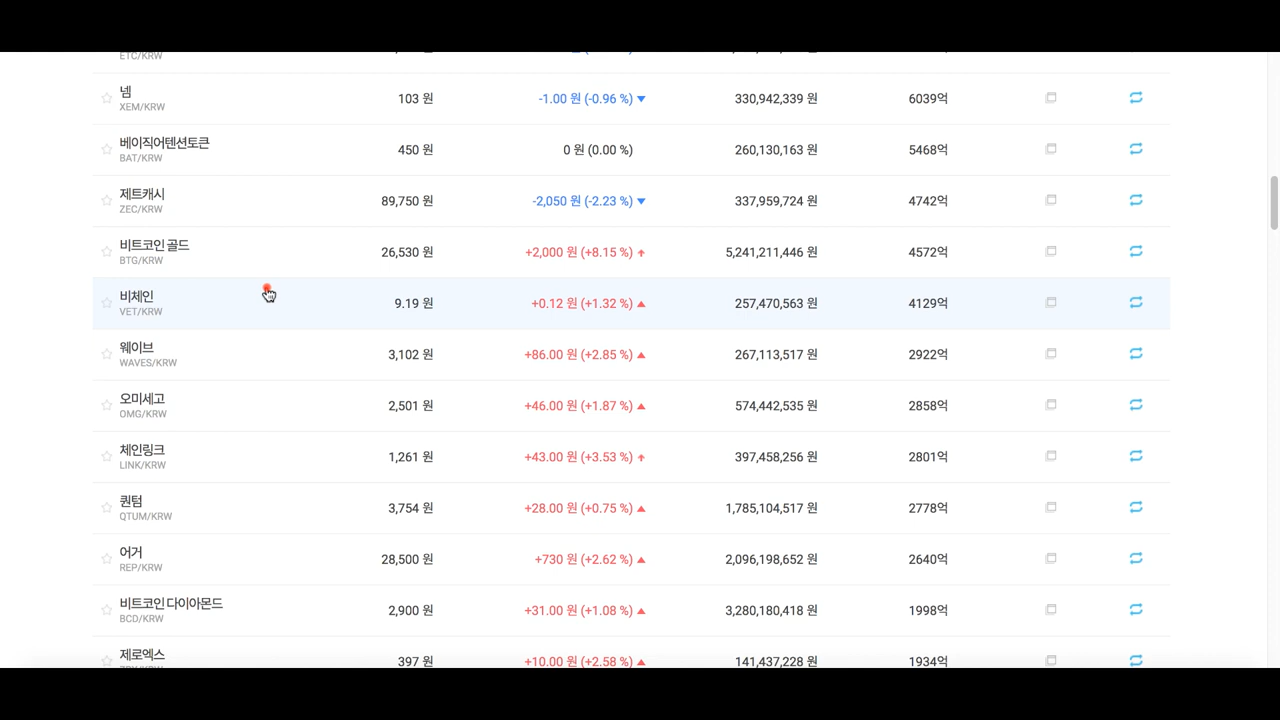 ETC/KRW
넴 103 원 -1.00 원 (-0.96 %) 330,942,339 원 6039억
XEM/KRW
베이직어텐션토큰 450 원 0 원 (0.00 %) 260,130,163 원 5468억
BAT/KRW
제트캐시 89,750 원 -2,050 원 (-2.23 %) 337,959,724 원 4742억
ZEC/KRW
비트코인 골드 26,530 원 +2,000 원 (+8.15 %) 5,241,211,446 원 4572억
BTG/KRW
비체인 9.19 원 +0.12 원 (+1.32 %) 257,470,563 원 4129억
VET/KRW
웨이브 3,102 원 +86.00 원 (+2.85 %) 267,113,517 원 2922억
WAVES/KRW
오미세고 2,501 원 +46.00 원 (+1.87 %) 574,442,535 원 2858억
OMG/KRW
체인링크 1,261 원 +43.00 원 (+3.53 %) 397,458,256 원 2801억
LINK/KRW
퀀텀 3,754 원 +28.00 원 (+0.75 %) 1,785,104,517 원 2778억
QTUM/KRW
어거 28,500 원 +730 원 (+2.62 %) 2,096,198,652 원 2640억
REP/KRW
비트코인 다이아몬드 2,900 원 +31.00 원 (+1.08 %) 3,280,180,418 원 1998억
BCD/KRW
제로엑스 397 원 +10.00 원 (+2.58 %) 141,437,228 원 1934억